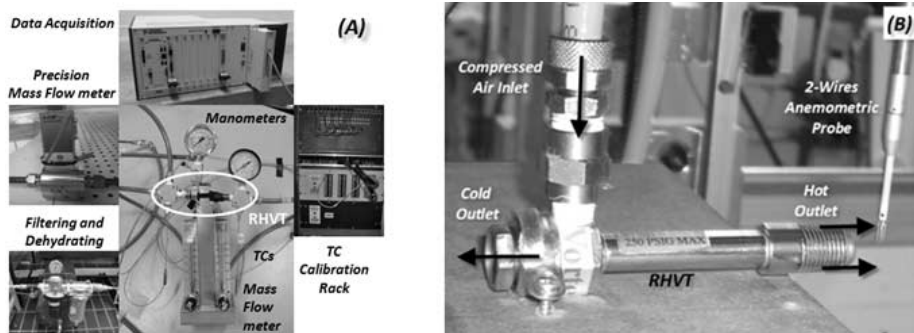 Data Acquisition
(A)
Precision
Mass Flow meter
Manometers
RHVT
Filtering and
Dehydrating
TCs
Mass
Flow
meter
TC
Calibration
Rack
(B)
Compressed
Air Inlet
2-Wires
Anemometric
Probe
Cold
Outlet
Hot
Outlet
250 PSIG MAX
RHVT